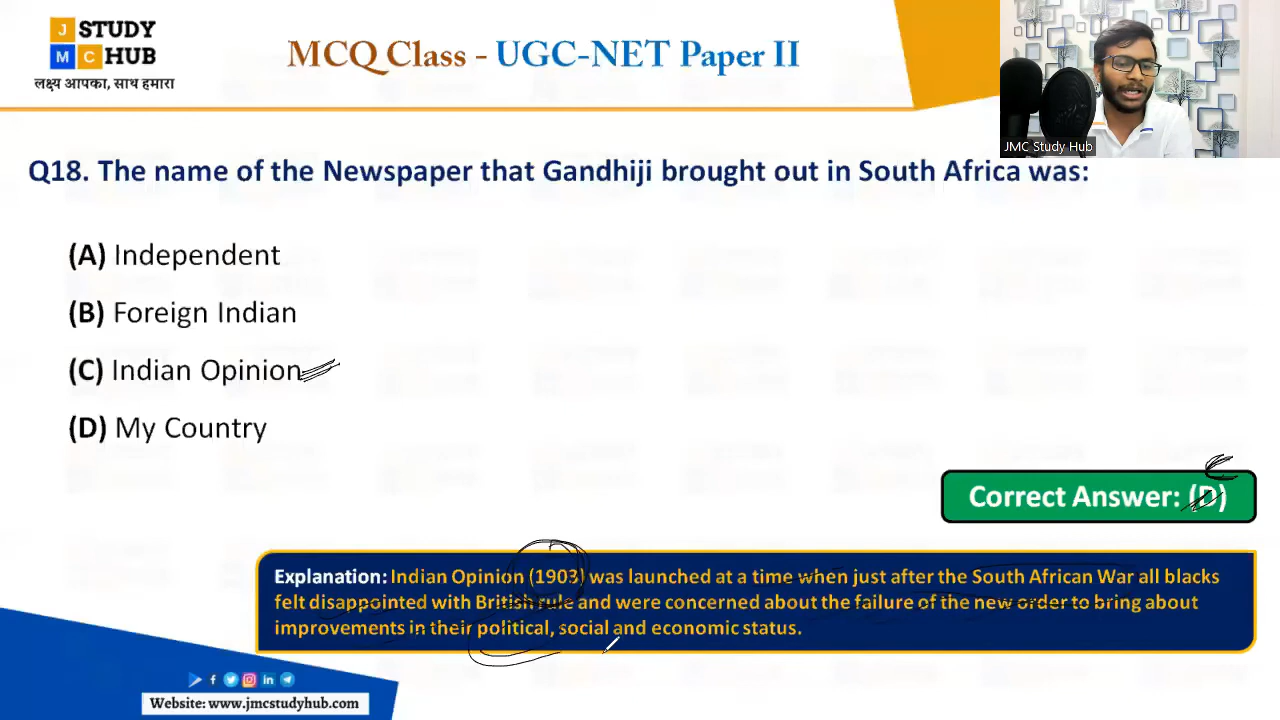 J STUDY
M C HUB
लक्ष्य आपका, साथ हमारा
MCQ Class - UGC-NET Paper II
JMC Study Hub
Q18. The name of the Newspaper that Gandhiji brought out in South Africa was:
(A) Independent
(B) Foreign Indian
(C) Indian Opinion
(D) My Country
C
Correct Answer: (D)
Explanation: Indian Opinion (1903) was launched at a time when just after the South African War all blacks
felt disappointed with British rule and were concerned about the failure of the new order to bring about
improvements in their political, social and economic status.
Website: www.jmcstudyhub.com